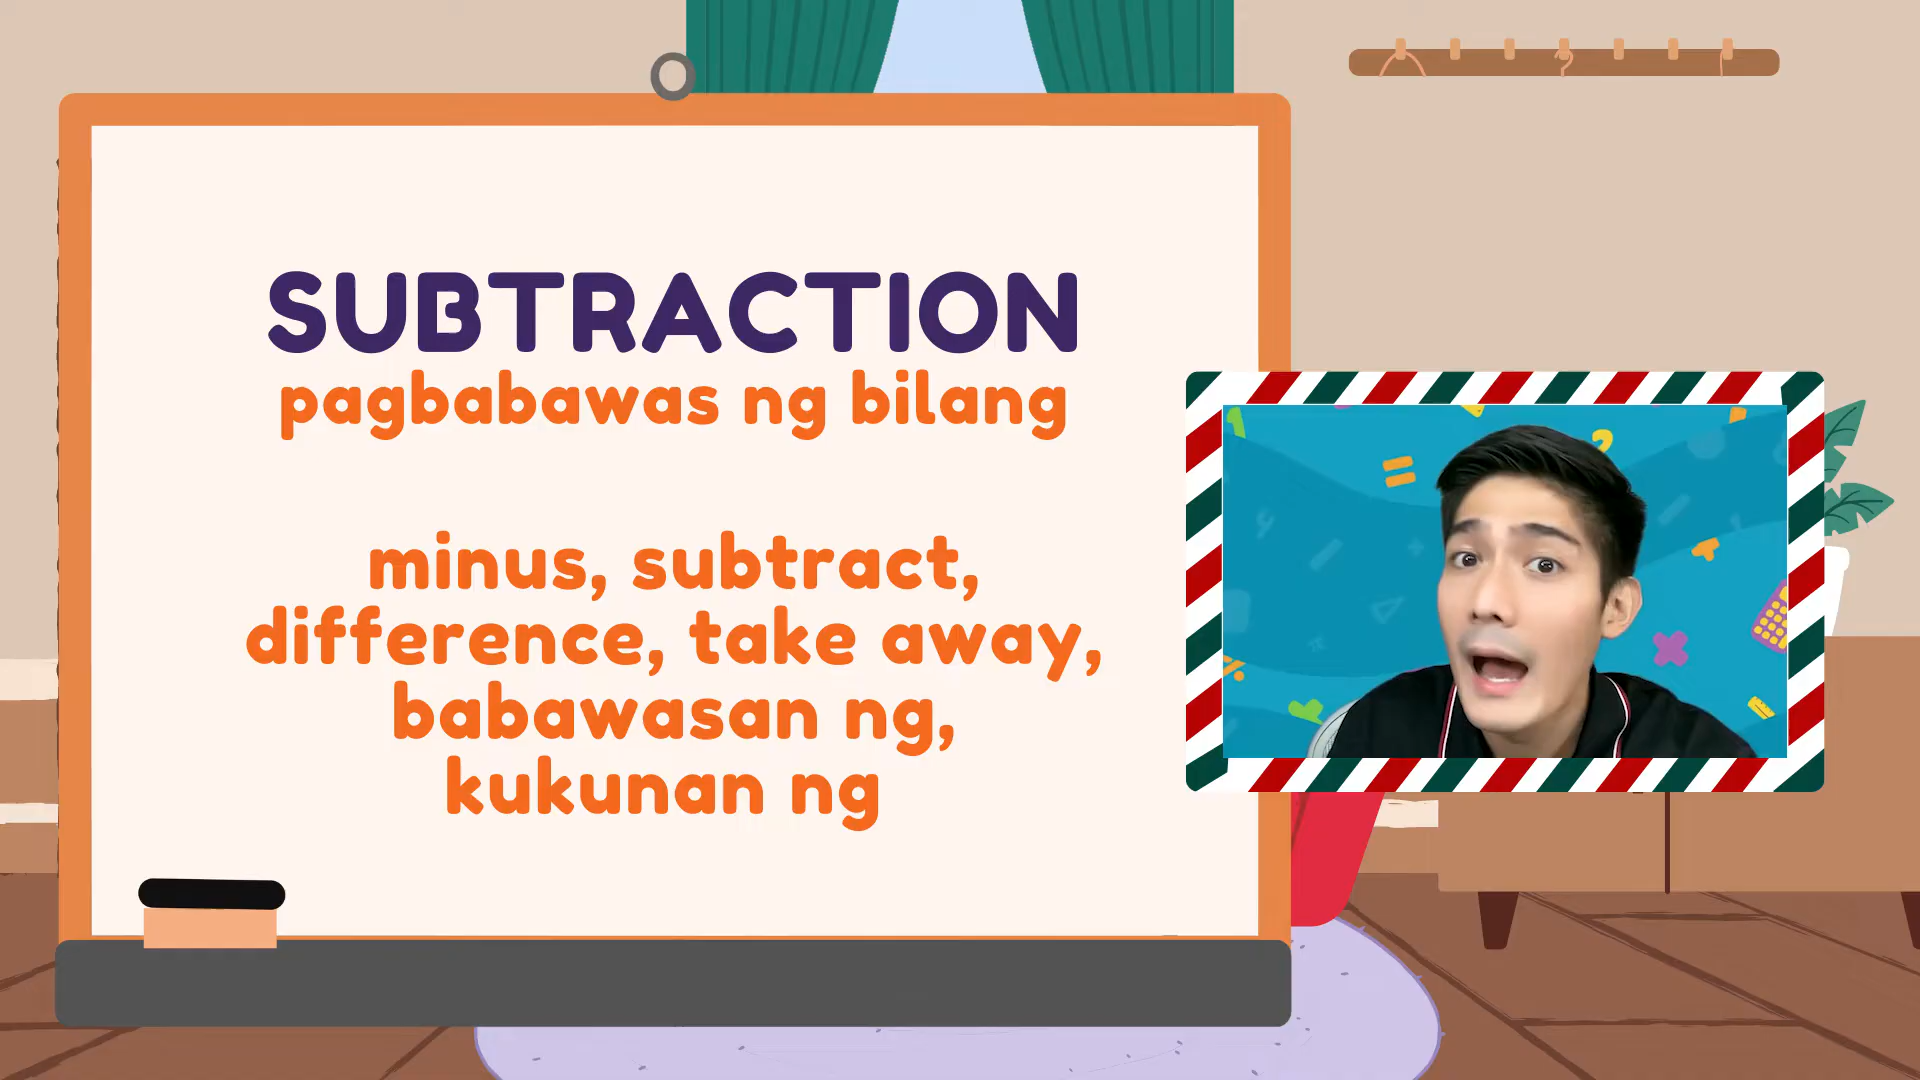 SUBTRACTION
pagbabawas ng bilang
minus, subtract,
difference, take away,
babawasan ng,
kukunan ng